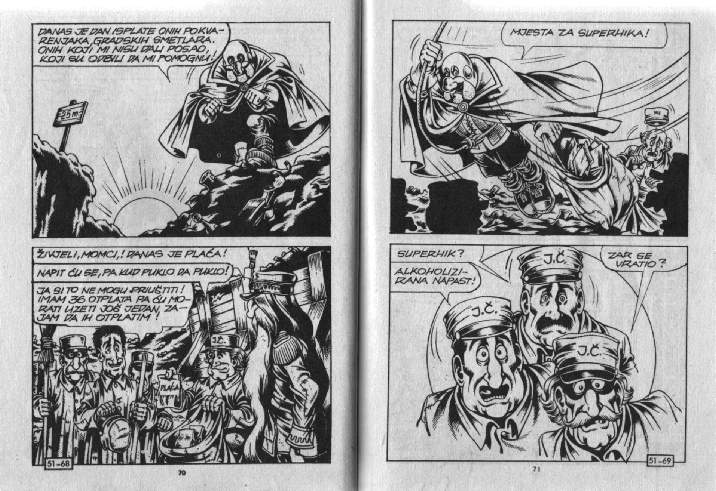 DANAS JE DAN ISPLATE ONIH POKVA-
RENJAKA, GRADSKIH SMETLARA.
ONIH KOJI MI NISU DALI POSAO,
KOJI SU ODBILI DA MI POMOGNU!
25m
ŽIVJELI, MOMCI,! DANAS JE PLAĆA!
NAPIT ĆU SE, PA KUD PUKLO DA PUKLO!
JA SI TO NE MOGU PRIUŠTITI!
IMAM 36 OTPLATA PA ĆU MO-
RATI UZETI JOŠ JEDAN, ZA-
JAM DA IH OTPLATIM!
J.Č.
PLAĆA
51-68
70
MJESTA ZA SUPERHIKA!
SUPERHIK?
ALKOHOLIZI-
RANA NAPAST!
ZAR SE
VRATIO?
J.Č.
J.Č.
J.Č.
71
51-69